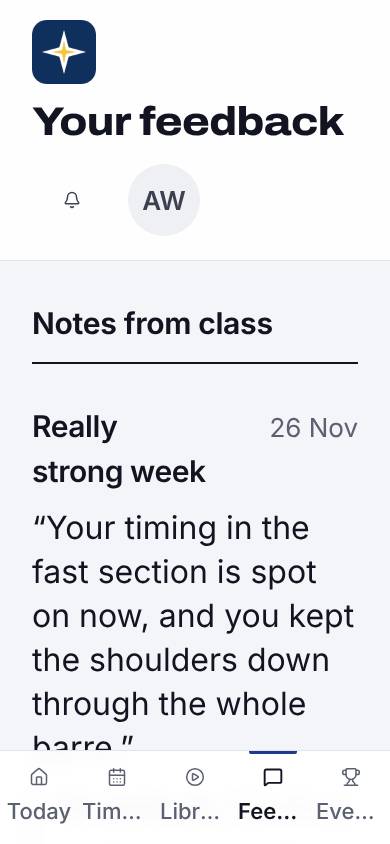 Your feedback
AW
Notes from class
Really
strong week
26 Nov
“Your timing in the
fast section is spot
on now, and you kept
the shoulders down
through the whole
barre.”
Today
Tim...
Libr...
Fee...
Eve...